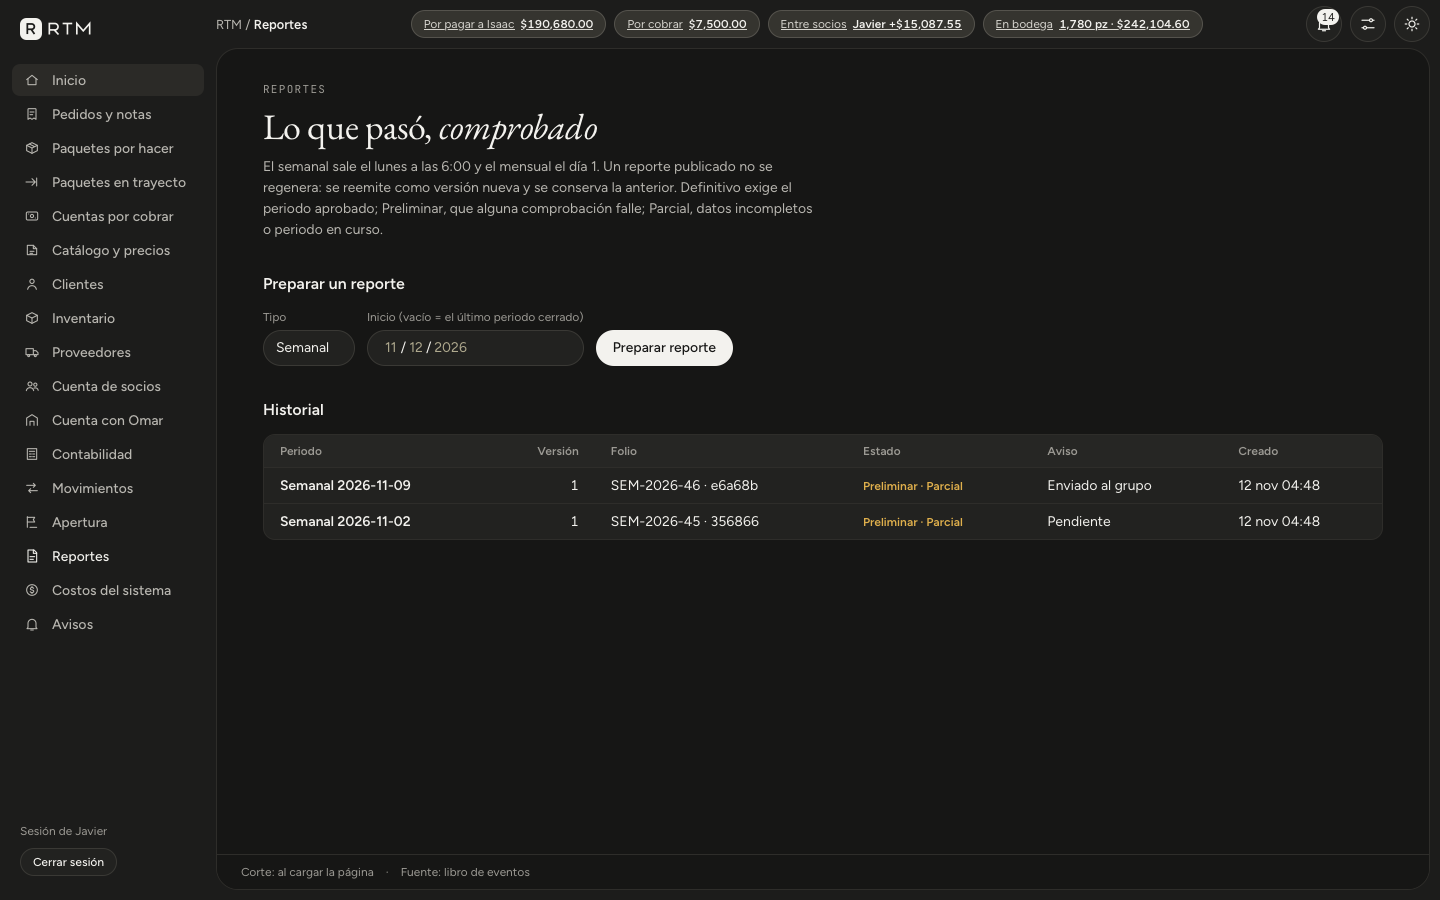 R RTM
RTM / Reportes
Por pagar a Isaac $190,680.00
Por cobrar $7,500.00
Entre socios Javier +$15,087.55
En bodega 1,780 pz · $242,104.60
14
Inicio
Pedidos y notas
Paquetes por hacer
Paquetes en trayecto
Cuentas por cobrar
Catálogo y precios
Clientes
Inventario
Proveedores
Cuenta de socios
Cuenta con Omar
Contabilidad
Movimientos
Apertura
Reportes
Costos del sistema
Avisos
Sesión de Javier
Cerrar sesión
REPORTES
Lo que pasó, comprobado
El semanal sale el lunes a las 6:00 y el mensual el día 1. Un reporte publicado no se
regenera: se reemite como versión nueva y se conserva la anterior. Definitivo exige el
periodo aprobado; Preliminar, que alguna comprobación falle; Parcial, datos incompletos
o periodo en curso.
Preparar un reporte
Tipo Inicio (vacío = el último periodo cerrado)
Semanal 11 / 12 / 2026 Preparar reporte
Historial
Periodo Versión Folio Estado Aviso Creado
Semanal 2026-11-09 1 SEM-2026-46 · e6a68b Preliminar · Parcial Enviado al grupo 12 nov 04:48
Semanal 2026-11-02 1 SEM-2026-45 · 356866 Preliminar · Parcial Pendiente 12 nov 04:48
Corte: al cargar la página · Fuente: libro de eventos